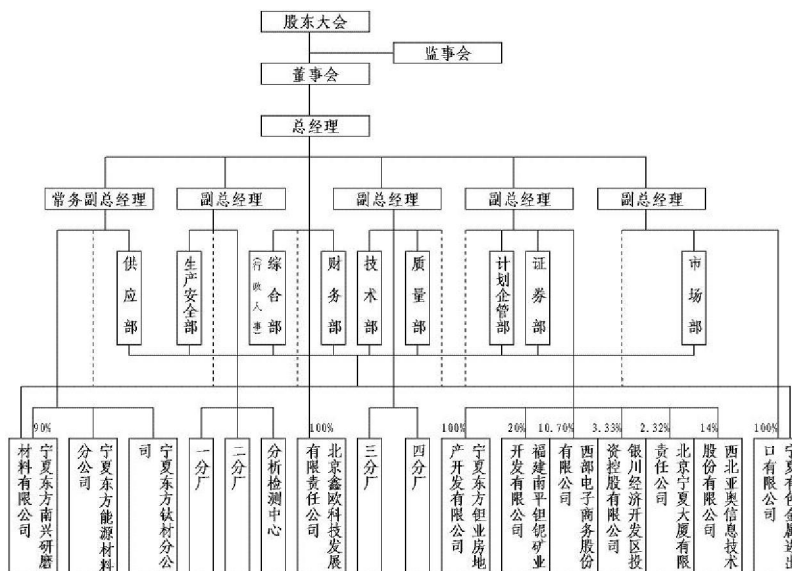 股东大会
监事会
董事会
总经理
常务副总经理
副总经理
副总经理
副总经理
副总经理
供应部
生产安全部
综合部
(行政人事)
财务部
技术部
质量部
计划企管部
证券部
市场部
90%
100%
100%
20%
10.70%
3.33%
2.32%
14%
100%
宁夏东方南兴研磨
材料有限公司
宁夏东方能源材料
分公司
宁夏东方钛材分公
司
一分厂
二分厂
分析检测中心
北京鑫欧科技发展
有限责任公司
三分厂
四分厂
宁夏东方钽业房地
产开发有限公司
福建南平钽铌矿业
开发有限公司
西部电子商务股份
有限公司
银川经济开发区投
资控股有限公司
北京宁夏大厦有限
责任公司
西北亚奥信息技术
股份有限公司
宁夏有色金属进出
口有限公司